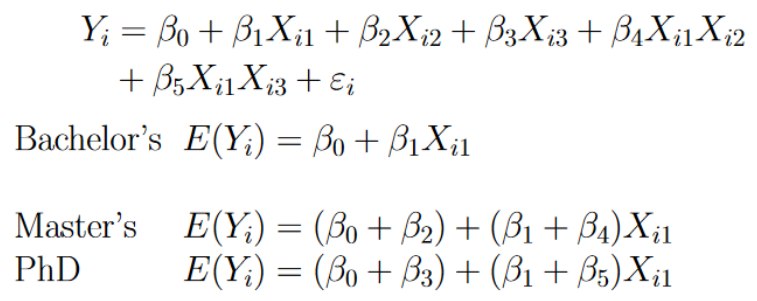 Yᵢ = β₀ + β₁Xᵢ₁ + β₂Xᵢ₂ + β₃Xᵢ₃ + β₄Xᵢ₁Xᵢ₂
+ β₅Xᵢ₁Xᵢ₃ + εᵢ
Bachelor's E(Yᵢ) = β₀ + β₁Xᵢ₁
Master's E(Yᵢ) = (β₀ + β₂) + (β₁ + β₄)Xᵢ₁
PhD E(Yᵢ) = (β₀ + β₃) + (β₁ + β₅)Xᵢ₁